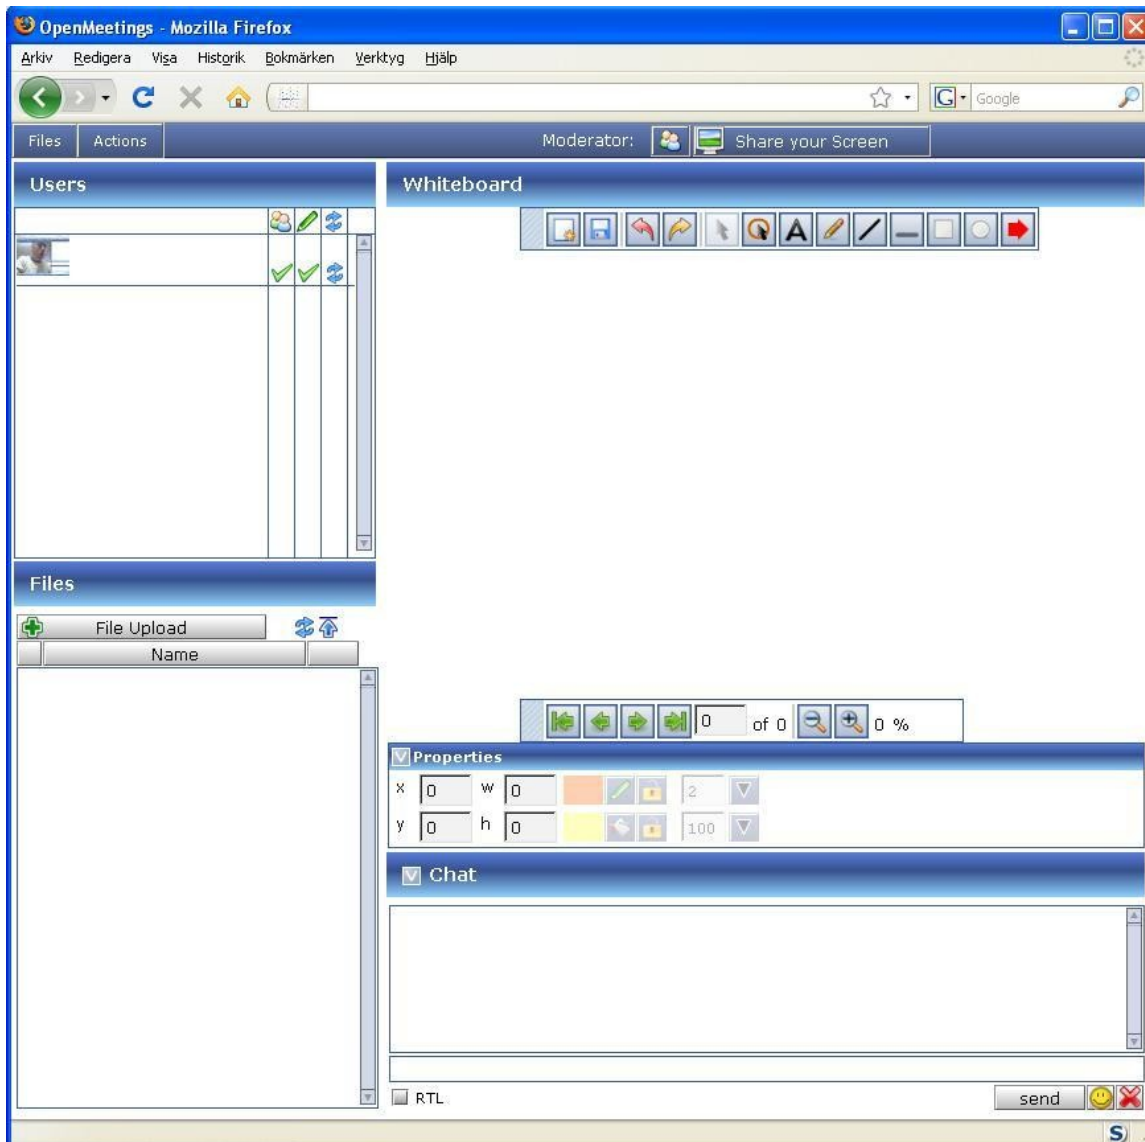 OpenMeetings - Mozilla Firefox
Arkiv Redigera Visa Historik Bokmärken Verktyg Hjälp
G Google
Files Actions Moderator: Share your Screen
Users
Whiteboard
A
Files
File Upload
Name
0 of 0 0 %
Properties
x 0 w 0 2
y 0 h 0 100
Chat
RTL send
S